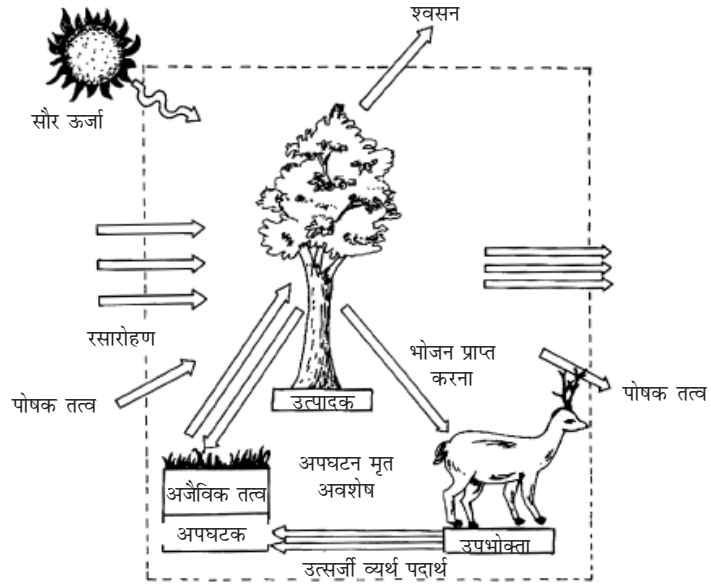 श्वसन
सौर ऊर्जा
रसारोहण
भोजन प्राप्त
करना
पोषक तत्व
पोषक तत्व
उत्पादक
अपघटन मृत
अवशेष
अजैविक तत्व
अपघटक
उपभोक्ता
उत्सर्जी व्यर्थ पदार्थ